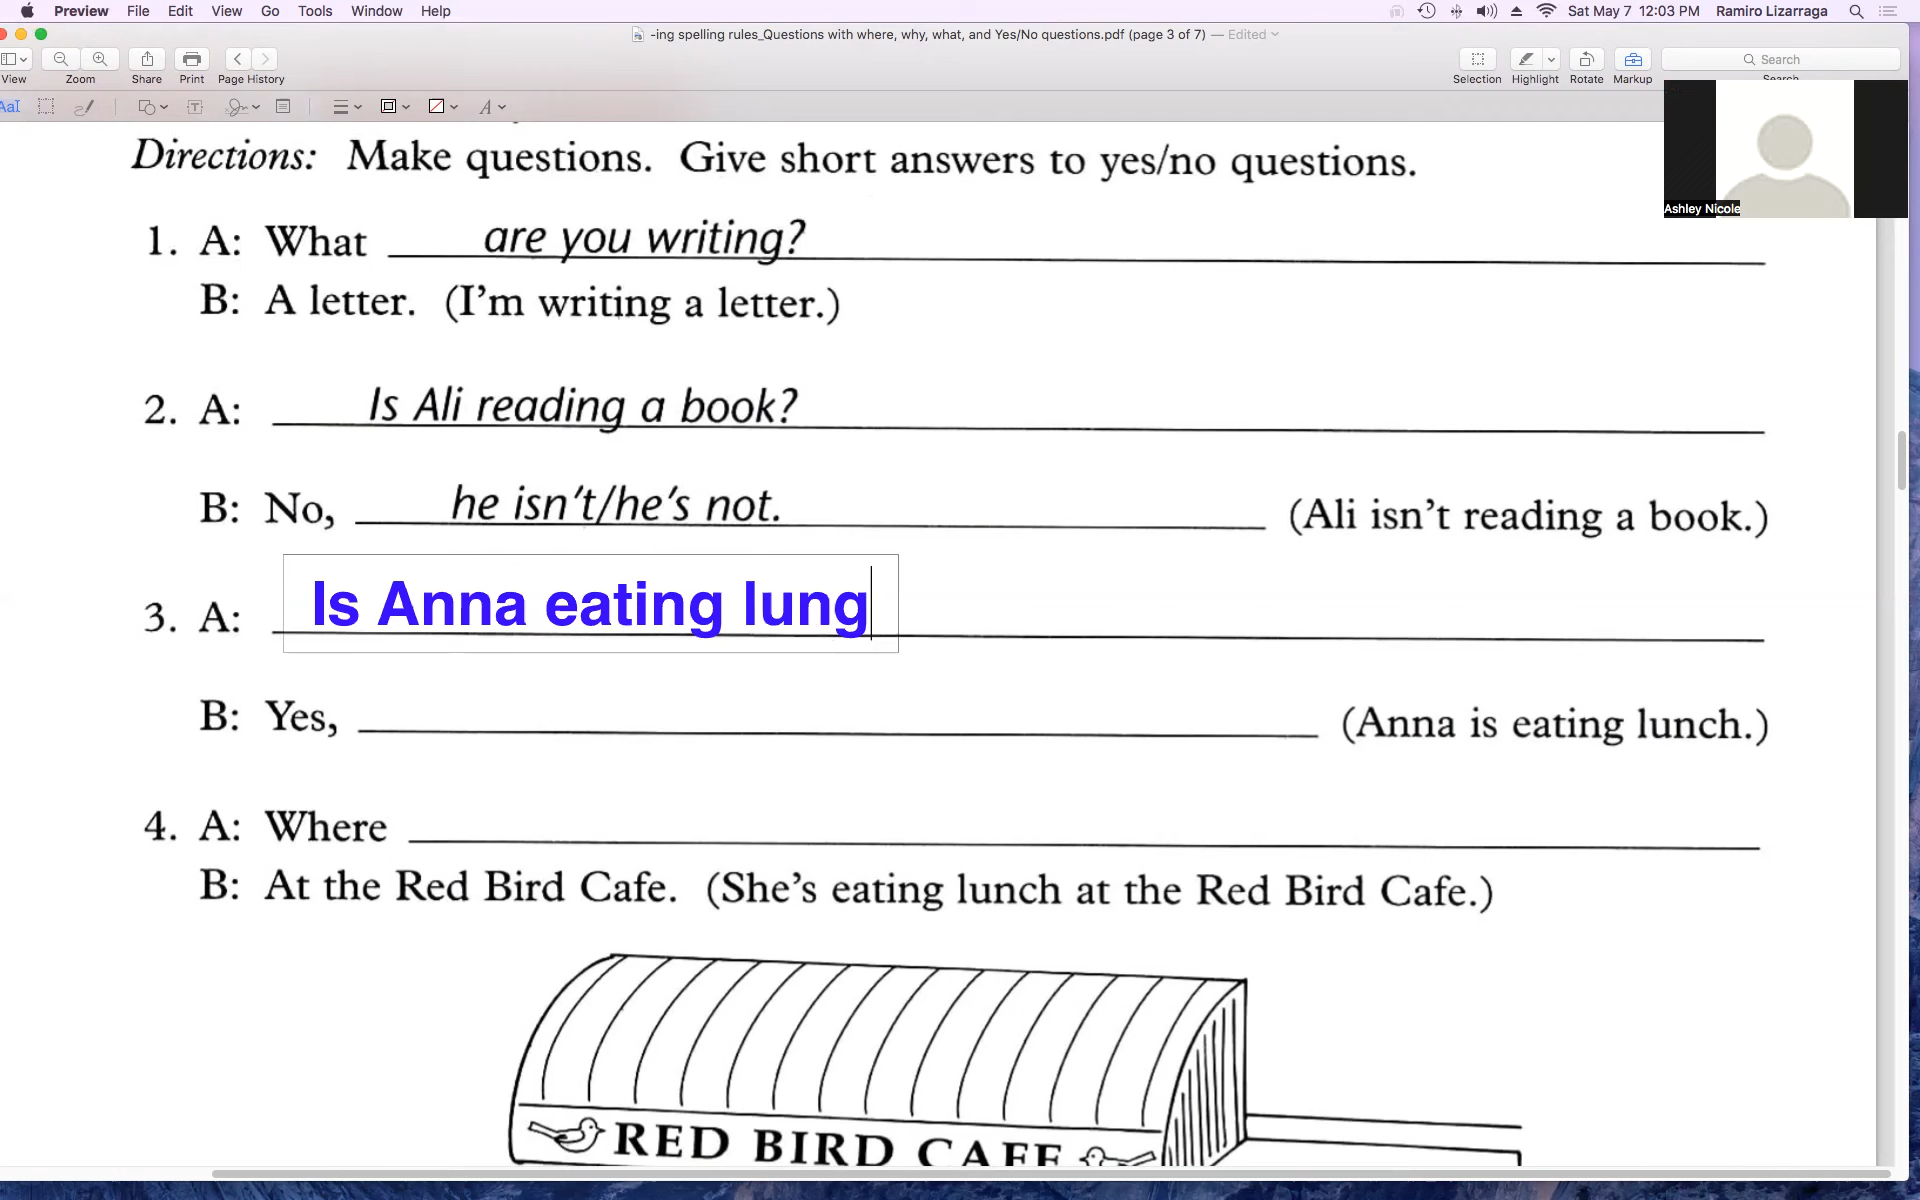 Preview File Edit View Go Tools Window Help Sat May 7 12:03 PM Ramiro Lizarraga
-ing spelling rules_Questions with where, why, what, and Yes/No questions.pdf (page 3 of 7) — Edited
View Zoom Share Print Page History Selection Highlight Rotate Markup Search
Search
AaI T A
Ashley Nicole
Directions: Make questions. Give short answers to yes/no questions.
1. A: What are you writing?
B: A letter. (I'm writing a letter.)
2. A: Is Ali reading a book?
B: No, he isn't/he's not. (Ali isn't reading a book.)
3. A: Is Anna eating lung
B: Yes, (Anna is eating lunch.)
4. A: Where
B: At the Red Bird Cafe. (She's eating lunch at the Red Bird Cafe.)
RED BIRD CAFE